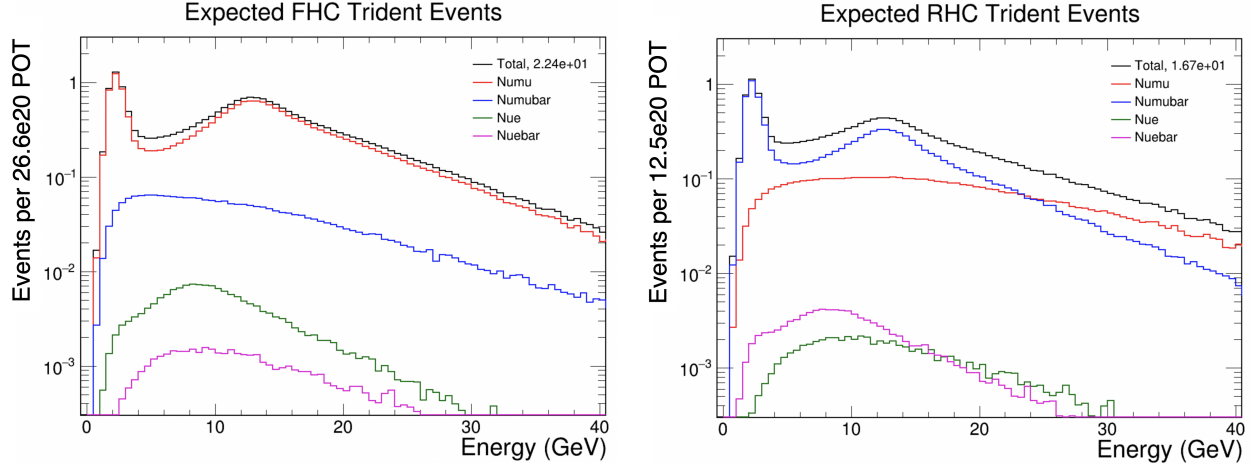 Expected FHC Trident Events
Events per 26.6e20 POT
Total, 2.24e+01
Numu
Numubar
Nue
Nuebar
1
10⁻¹
10⁻²
10⁻³
0 10 20 30 40
Energy (GeV)
Expected RHC Trident Events
Events per 12.5e20 POT
Total, 1.67e+01
Numu
Numubar
Nue
Nuebar
1
10⁻¹
10⁻²
10⁻³
0 10 20 30 40
Energy (GeV)